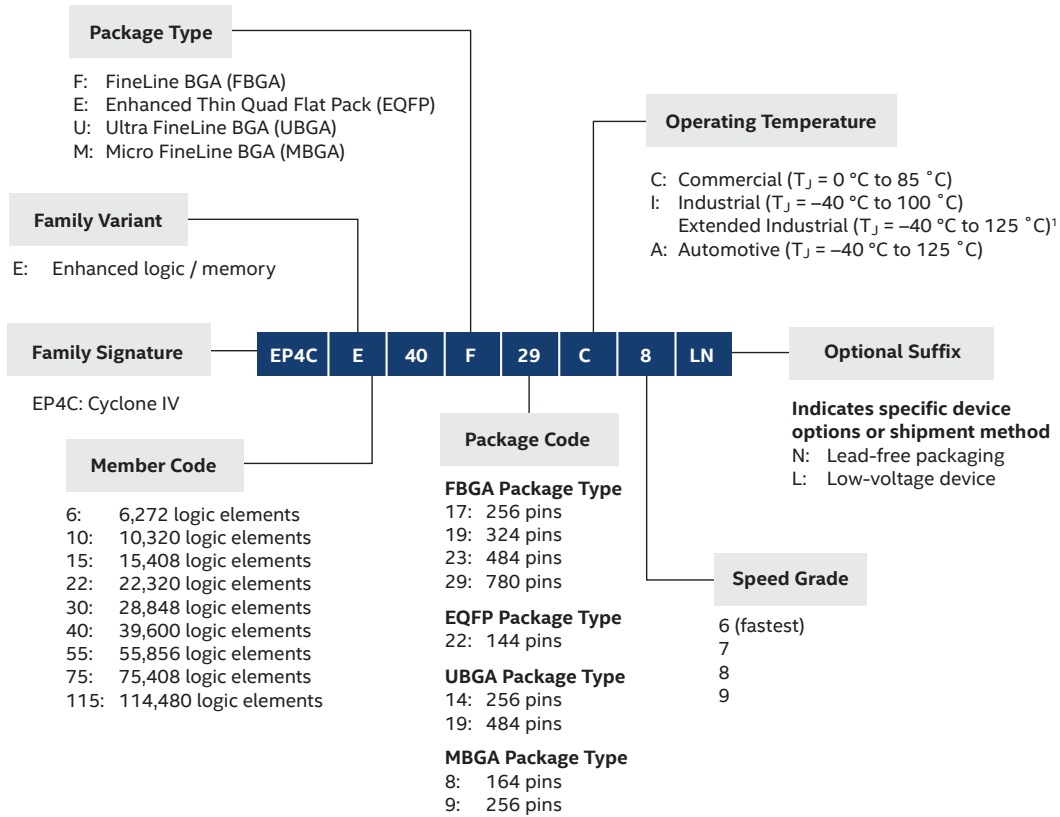 Package Type
F: FineLine BGA (FBGA)
E: Enhanced Thin Quad Flat Pack (EQFP)
U: Ultra FineLine BGA (UBGA)
M: Micro FineLine BGA (MBGA)
Operating Temperature
C: Commercial (TJ = 0 °C to 85 ˚C)
I: Industrial (TJ = –40 °C to 100 ˚C)
Extended Industrial (TJ = –40 °C to 125 ˚C)¹
A: Automotive (TJ = –40 °C to 125 ˚C)
Family Variant
E: Enhanced logic / memory
Family Signature
EP4C: Cyclone IV
EP4C E 40 F 29 C 8 LN
Optional Suffix
Indicates specific device
options or shipment method
N: Lead-free packaging
L: Low-voltage device
Member Code
6: 6,272 logic elements
10: 10,320 logic elements
15: 15,408 logic elements
22: 22,320 logic elements
30: 28,848 logic elements
40: 39,600 logic elements
55: 55,856 logic elements
75: 75,408 logic elements
115: 114,480 logic elements
Package Code
FBGA Package Type
17: 256 pins
19: 324 pins
23: 484 pins
29: 780 pins
EQFP Package Type
22: 144 pins
UBGA Package Type
14: 256 pins
19: 484 pins
MBGA Package Type
8: 164 pins
9: 256 pins
Speed Grade
6 (fastest)
7
8
9